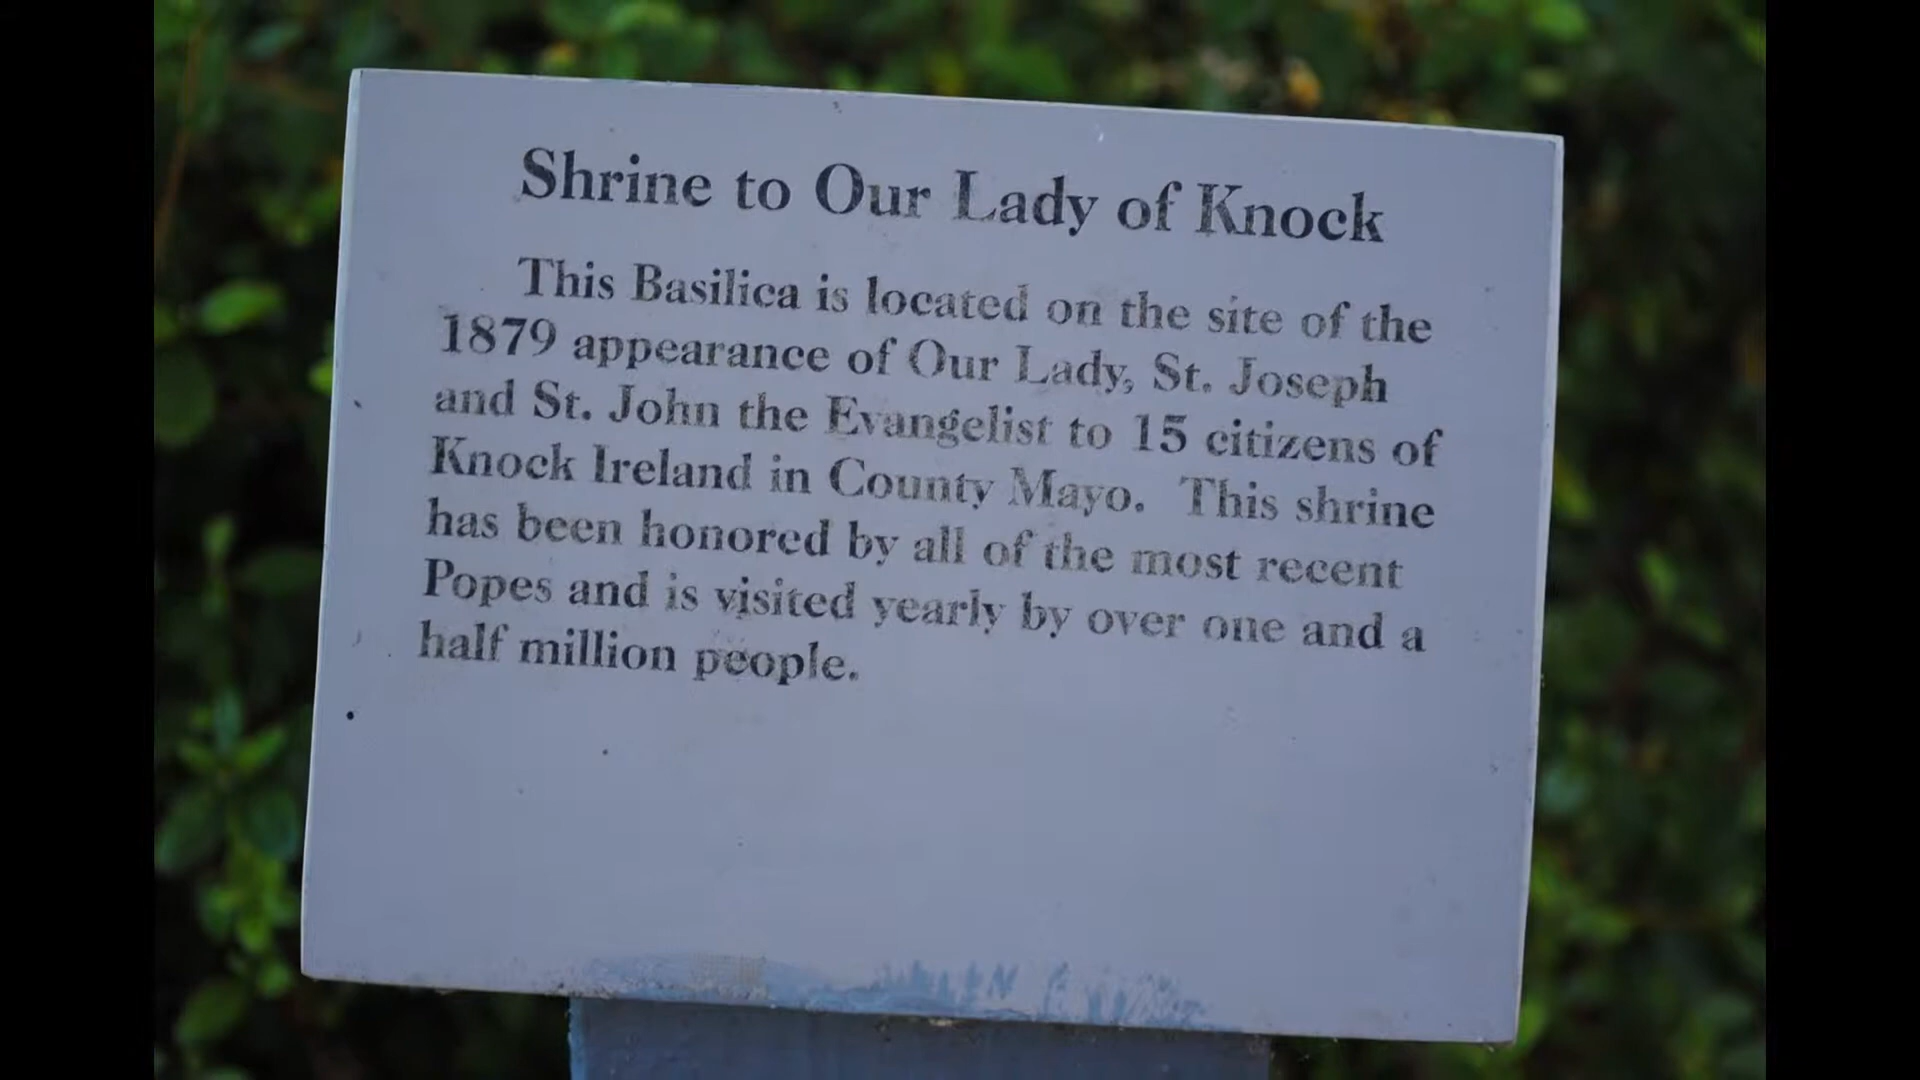 Shrine to Our Lady of Knock
This Basilica is located on the site of the
1879 appearance of Our Lady, St. Joseph
and St. John the Evangelist to 15 citizens of
Knock Ireland in County Mayo. This shrine
has been honored by all of the most recent
Popes and is visited yearly by over one and a
half million people.